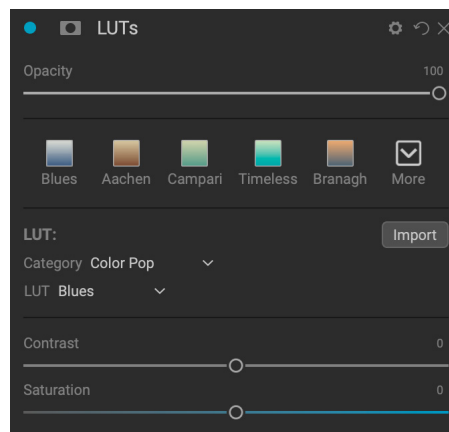 LUTs
Opacity 100
Blues Aachen Campari Timeless Branagh More
LUT: Import
Category Color Pop
LUT Blues
Contrast 0
Saturation 0